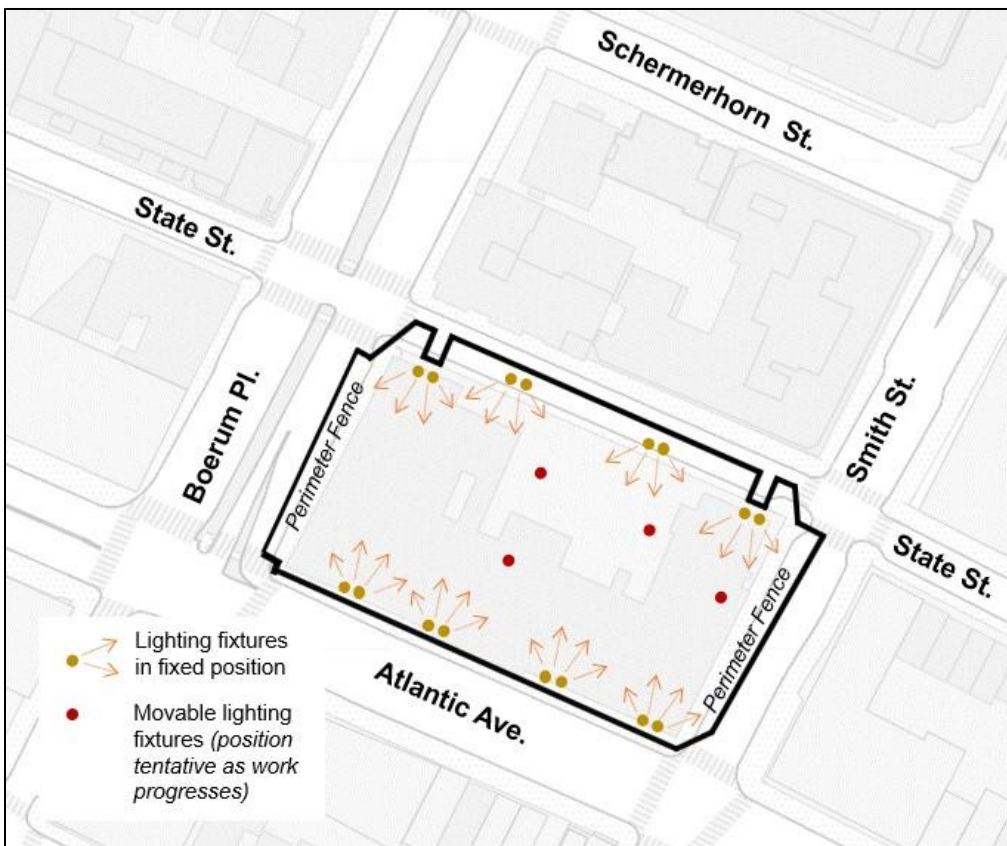 Schermerhorn St.
State St.
Boerum Pl.
Perimeter Fence
Smith St.
State St.
Perimeter Fence
Atlantic Ave.
Lighting fixtures
in fixed position
Movable lighting
fixtures (position
tentative as work
progresses)